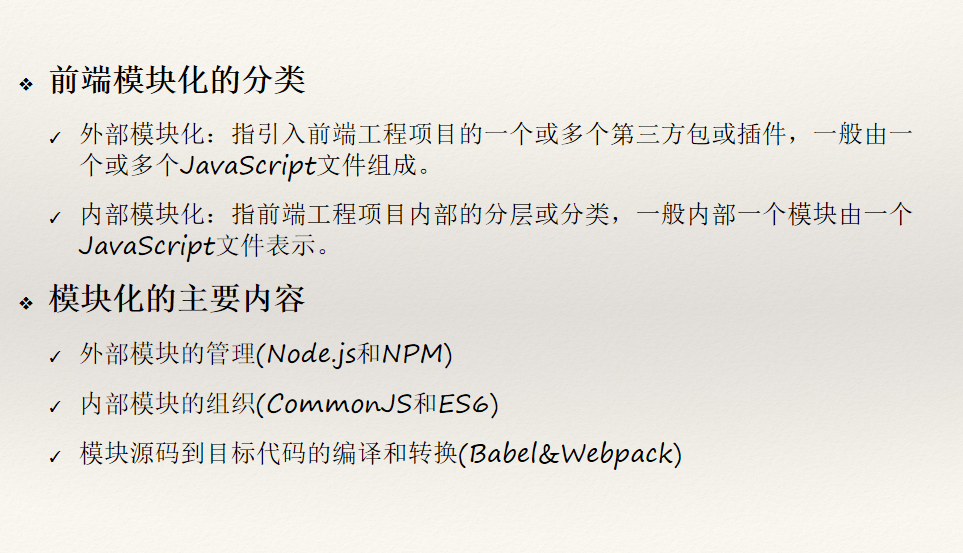 前端模块化的分类
外部模块化：指引入前端工程项目的一个或多个第三方包或插件，一般由一
个或多个JavaScript文件组成。
内部模块化：指前端工程项目内部的分层或分类，一般内部一个模块由一个
JavaScript文件表示。
模块化的主要内容
外部模块的管理(Node.js和NPM)
内部模块的组织(CommonJS和ES6)
模块源码到目标代码的编译和转换(Babel&Webpack)